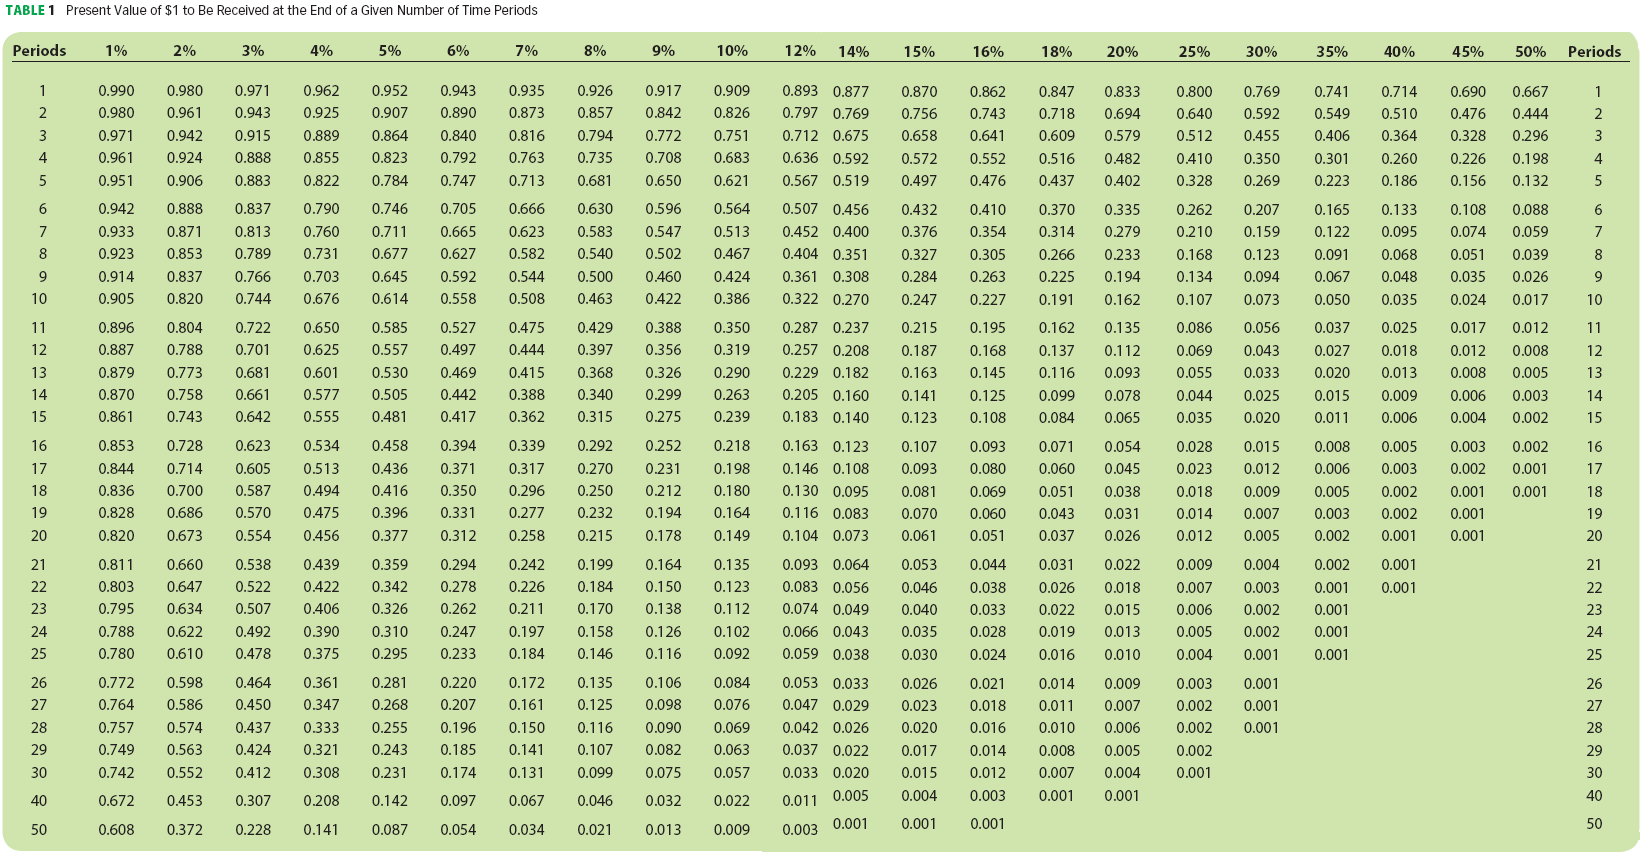 TABLE 1 Present Value of $1 to Be Received at the End of a Given Number of Time Periods
Periods 1% 2% 3% 4% 5% 6% 7% 8% 9% 10% 12% 14% 15% 16% 18% 20% 25% 30% 35% 40% 45% 50% Periods
1 0.990 0.980 0.971 0.962 0.952 0.943 0.935 0.926 0.917 0.909 0.893 0.877 0.870 0.862 0.847 0.833 0.800 0.769 0.741 0.714 0.690 0.667 1
2 0.980 0.961 0.943 0.925 0.907 0.890 0.873 0.857 0.842 0.826 0.797 0.769 0.756 0.743 0.718 0.694 0.640 0.592 0.549 0.510 0.476 0.444 2
3 0.971 0.942 0.915 0.889 0.864 0.840 0.816 0.794 0.772 0.751 0.712 0.675 0.658 0.641 0.609 0.579 0.512 0.455 0.406 0.364 0.328 0.296 3
4 0.961 0.924 0.888 0.855 0.823 0.792 0.763 0.735 0.708 0.683 0.636 0.592 0.572 0.552 0.516 0.482 0.410 0.350 0.301 0.260 0.226 0.198 4
5 0.951 0.906 0.883 0.822 0.784 0.747 0.713 0.681 0.650 0.621 0.567 0.519 0.497 0.476 0.437 0.402 0.328 0.269 0.223 0.186 0.156 0.132 5
6 0.942 0.888 0.837 0.790 0.746 0.705 0.666 0.630 0.596 0.564 0.507 0.456 0.432 0.410 0.370 0.335 0.262 0.207 0.165 0.133 0.108 0.088 6
7 0.933 0.871 0.813 0.760 0.711 0.665 0.623 0.583 0.547 0.513 0.452 0.400 0.376 0.354 0.314 0.279 0.210 0.159 0.122 0.095 0.074 0.059 7
8 0.923 0.853 0.789 0.731 0.677 0.627 0.582 0.540 0.502 0.467 0.404 0.351 0.327 0.305 0.266 0.233 0.168 0.123 0.091 0.068 0.051 0.039 8
9 0.914 0.837 0.766 0.703 0.645 0.592 0.544 0.500 0.460 0.424 0.361 0.308 0.284 0.263 0.225 0.194 0.134 0.094 0.067 0.048 0.035 0.026 9
10 0.905 0.820 0.744 0.676 0.614 0.558 0.508 0.463 0.422 0.386 0.322 0.270 0.247 0.227 0.191 0.162 0.107 0.073 0.050 0.035 0.024 0.017 10
11 0.896 0.804 0.722 0.650 0.585 0.527 0.475 0.429 0.388 0.350 0.287 0.237 0.215 0.195 0.162 0.135 0.086 0.056 0.037 0.025 0.017 0.012 11
12 0.887 0.788 0.701 0.625 0.557 0.497 0.444 0.397 0.356 0.319 0.257 0.208 0.187 0.168 0.137 0.112 0.069 0.043 0.027 0.018 0.012 0.008 12
13 0.879 0.773 0.681 0.601 0.530 0.469 0.415 0.368 0.326 0.290 0.229 0.182 0.163 0.145 0.116 0.093 0.055 0.033 0.020 0.013 0.008 0.005 13
14 0.870 0.758 0.661 0.577 0.505 0.442 0.388 0.340 0.299 0.263 0.205 0.160 0.141 0.125 0.099 0.078 0.044 0.025 0.015 0.009 0.006 0.003 14
15 0.861 0.743 0.642 0.555 0.481 0.417 0.362 0.315 0.275 0.239 0.183 0.140 0.123 0.108 0.084 0.065 0.035 0.020 0.011 0.006 0.004 0.002 15
16 0.853 0.728 0.623 0.534 0.458 0.394 0.339 0.292 0.252 0.218 0.163 0.123 0.107 0.093 0.071 0.054 0.028 0.015 0.008 0.005 0.003 0.002 16
17 0.844 0.714 0.605 0.513 0.436 0.371 0.317 0.270 0.231 0.198 0.146 0.108 0.093 0.080 0.060 0.045 0.023 0.012 0.006 0.003 0.002 0.001 17
18 0.836 0.700 0.587 0.494 0.416 0.350 0.296 0.250 0.212 0.180 0.130 0.095 0.081 0.069 0.051 0.038 0.018 0.009 0.005 0.002 0.001 0.001 18
19 0.828 0.686 0.570 0.475 0.396 0.331 0.277 0.232 0.194 0.164 0.116 0.083 0.070 0.060 0.043 0.031 0.014 0.007 0.003 0.002 0.001 19
20 0.820 0.673 0.554 0.456 0.377 0.312 0.258 0.215 0.178 0.149 0.104 0.073 0.061 0.051 0.037 0.026 0.012 0.005 0.002 0.001 0.001 20
21 0.811 0.660 0.538 0.439 0.359 0.294 0.242 0.199 0.164 0.135 0.093 0.064 0.053 0.044 0.031 0.022 0.009 0.004 0.002 0.001 21
22 0.803 0.647 0.522 0.422 0.342 0.278 0.226 0.184 0.150 0.123 0.083 0.056 0.046 0.038 0.026 0.018 0.007 0.003 0.001 0.001 22
23 0.795 0.634 0.507 0.406 0.326 0.262 0.211 0.170 0.138 0.112 0.074 0.049 0.040 0.033 0.022 0.015 0.006 0.002 0.001 23
24 0.788 0.622 0.492 0.390 0.310 0.247 0.197 0.158 0.126 0.102 0.066 0.043 0.035 0.028 0.019 0.013 0.005 0.002 0.001 24
25 0.780 0.610 0.478 0.375 0.295 0.233 0.184 0.146 0.116 0.092 0.059 0.038 0.030 0.024 0.016 0.010 0.004 0.001 0.001 25
26 0.772 0.598 0.464 0.361 0.281 0.220 0.172 0.135 0.106 0.084 0.053 0.033 0.026 0.021 0.014 0.009 0.003 0.001 26
27 0.764 0.586 0.450 0.347 0.268 0.207 0.161 0.125 0.098 0.076 0.047 0.029 0.023 0.018 0.011 0.007 0.002 0.001 27
28 0.757 0.574 0.437 0.333 0.255 0.196 0.150 0.116 0.090 0.069 0.042 0.026 0.020 0.016 0.010 0.006 0.002 0.001 28
29 0.749 0.563 0.424 0.321 0.243 0.185 0.141 0.107 0.082 0.063 0.037 0.022 0.017 0.014 0.008 0.005 0.002 29
30 0.742 0.552 0.412 0.308 0.231 0.174 0.131 0.099 0.075 0.057 0.033 0.020 0.015 0.012 0.007 0.004 0.001 30
40 0.672 0.453 0.307 0.208 0.142 0.097 0.067 0.046 0.032 0.022 0.011 0.005 0.004 0.003 0.001 0.001 40
50 0.608 0.372 0.228 0.141 0.087 0.054 0.034 0.021 0.013 0.009 0.003 0.001 0.001 0.001 50